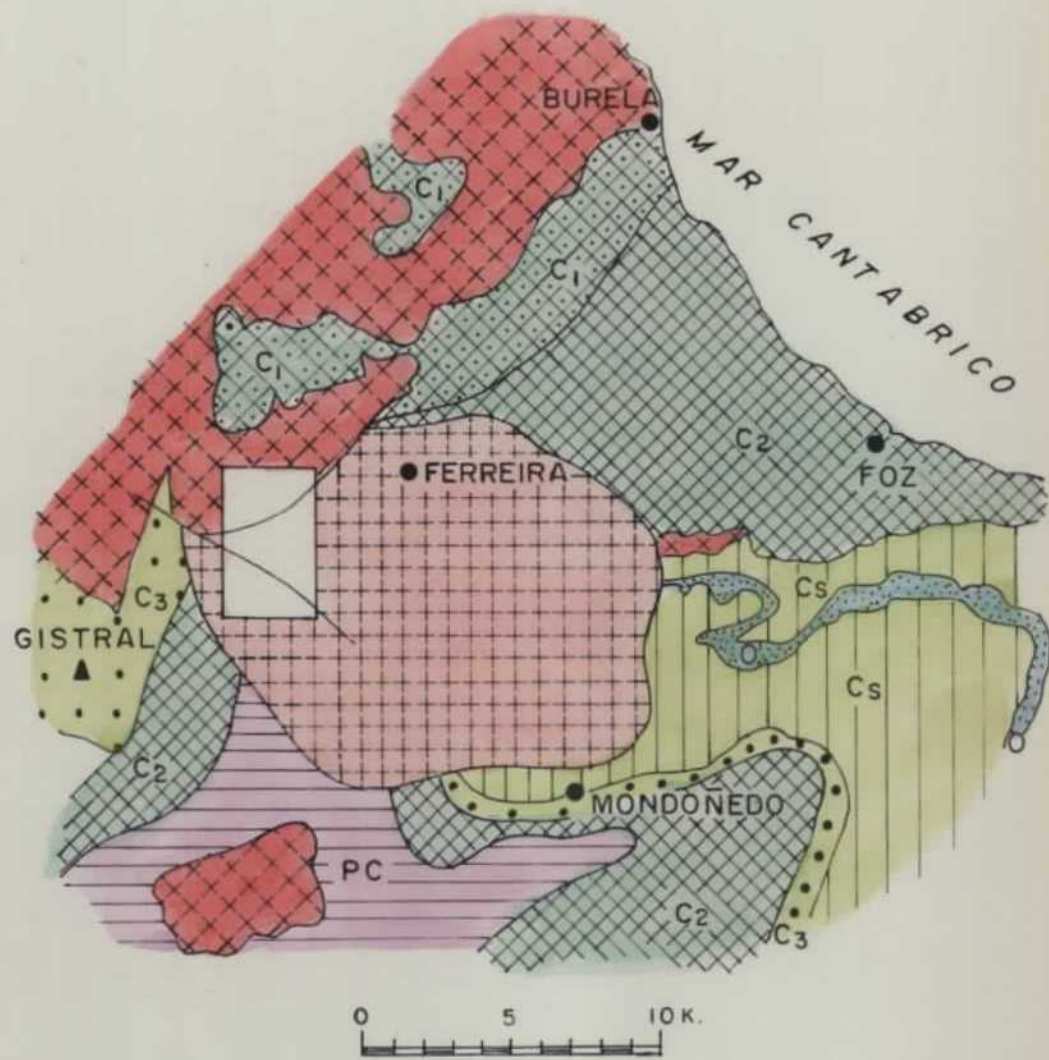 BURELA
MAR CANTABRICO
C1
C1
C1
C2
FOZ
FERREIRA
C3
Cs
GISTRAL
O
Cs
C2
MONDOÑEDO
O
PC
C2
C3
0 5 10 K.